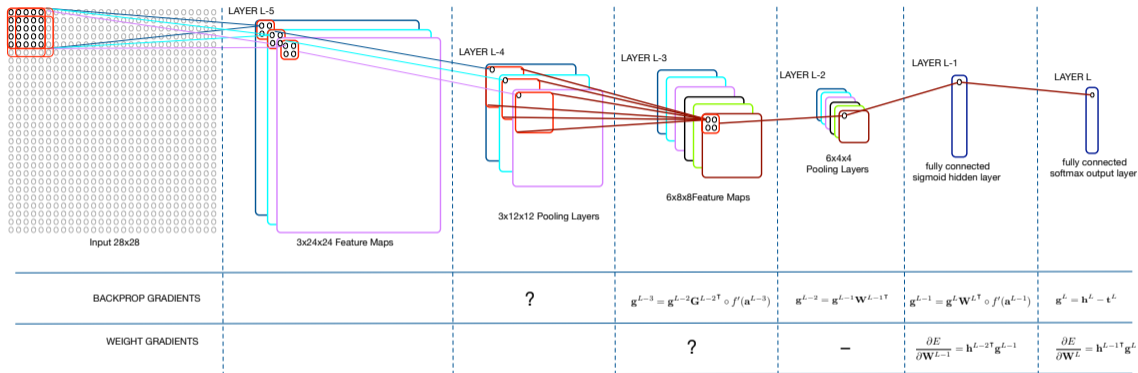 LAYER L-5
LAYER L-4
LAYER L-3
LAYER L-2
LAYER L-1
LAYER L
Input 28x28
3x24x24 Feature Maps
3x12x12 Pooling Layers
6x8x8Feature Maps
6x4x4
Pooling Layers
fully connected
sigmoid hidden layer
fully connected
softmax output layer
BACKPROP GRADIENTS
?
g^{L-3} = g^{L-2}G^{L-2⊺} ∘ f′(a^{L-3})
g^{L-2} = g^{L-1}W^{L-1⊺}
g^{L-1} = g^L W^{L⊺} ∘ f′(a^{L-1})
g^L = h^L − t^L
WEIGHT GRADIENTS
?
–
∂E/∂W^{L-1} = h^{L-2⊺}g^{L-1}
∂E/∂W^L = h^{L-1⊺}g^L